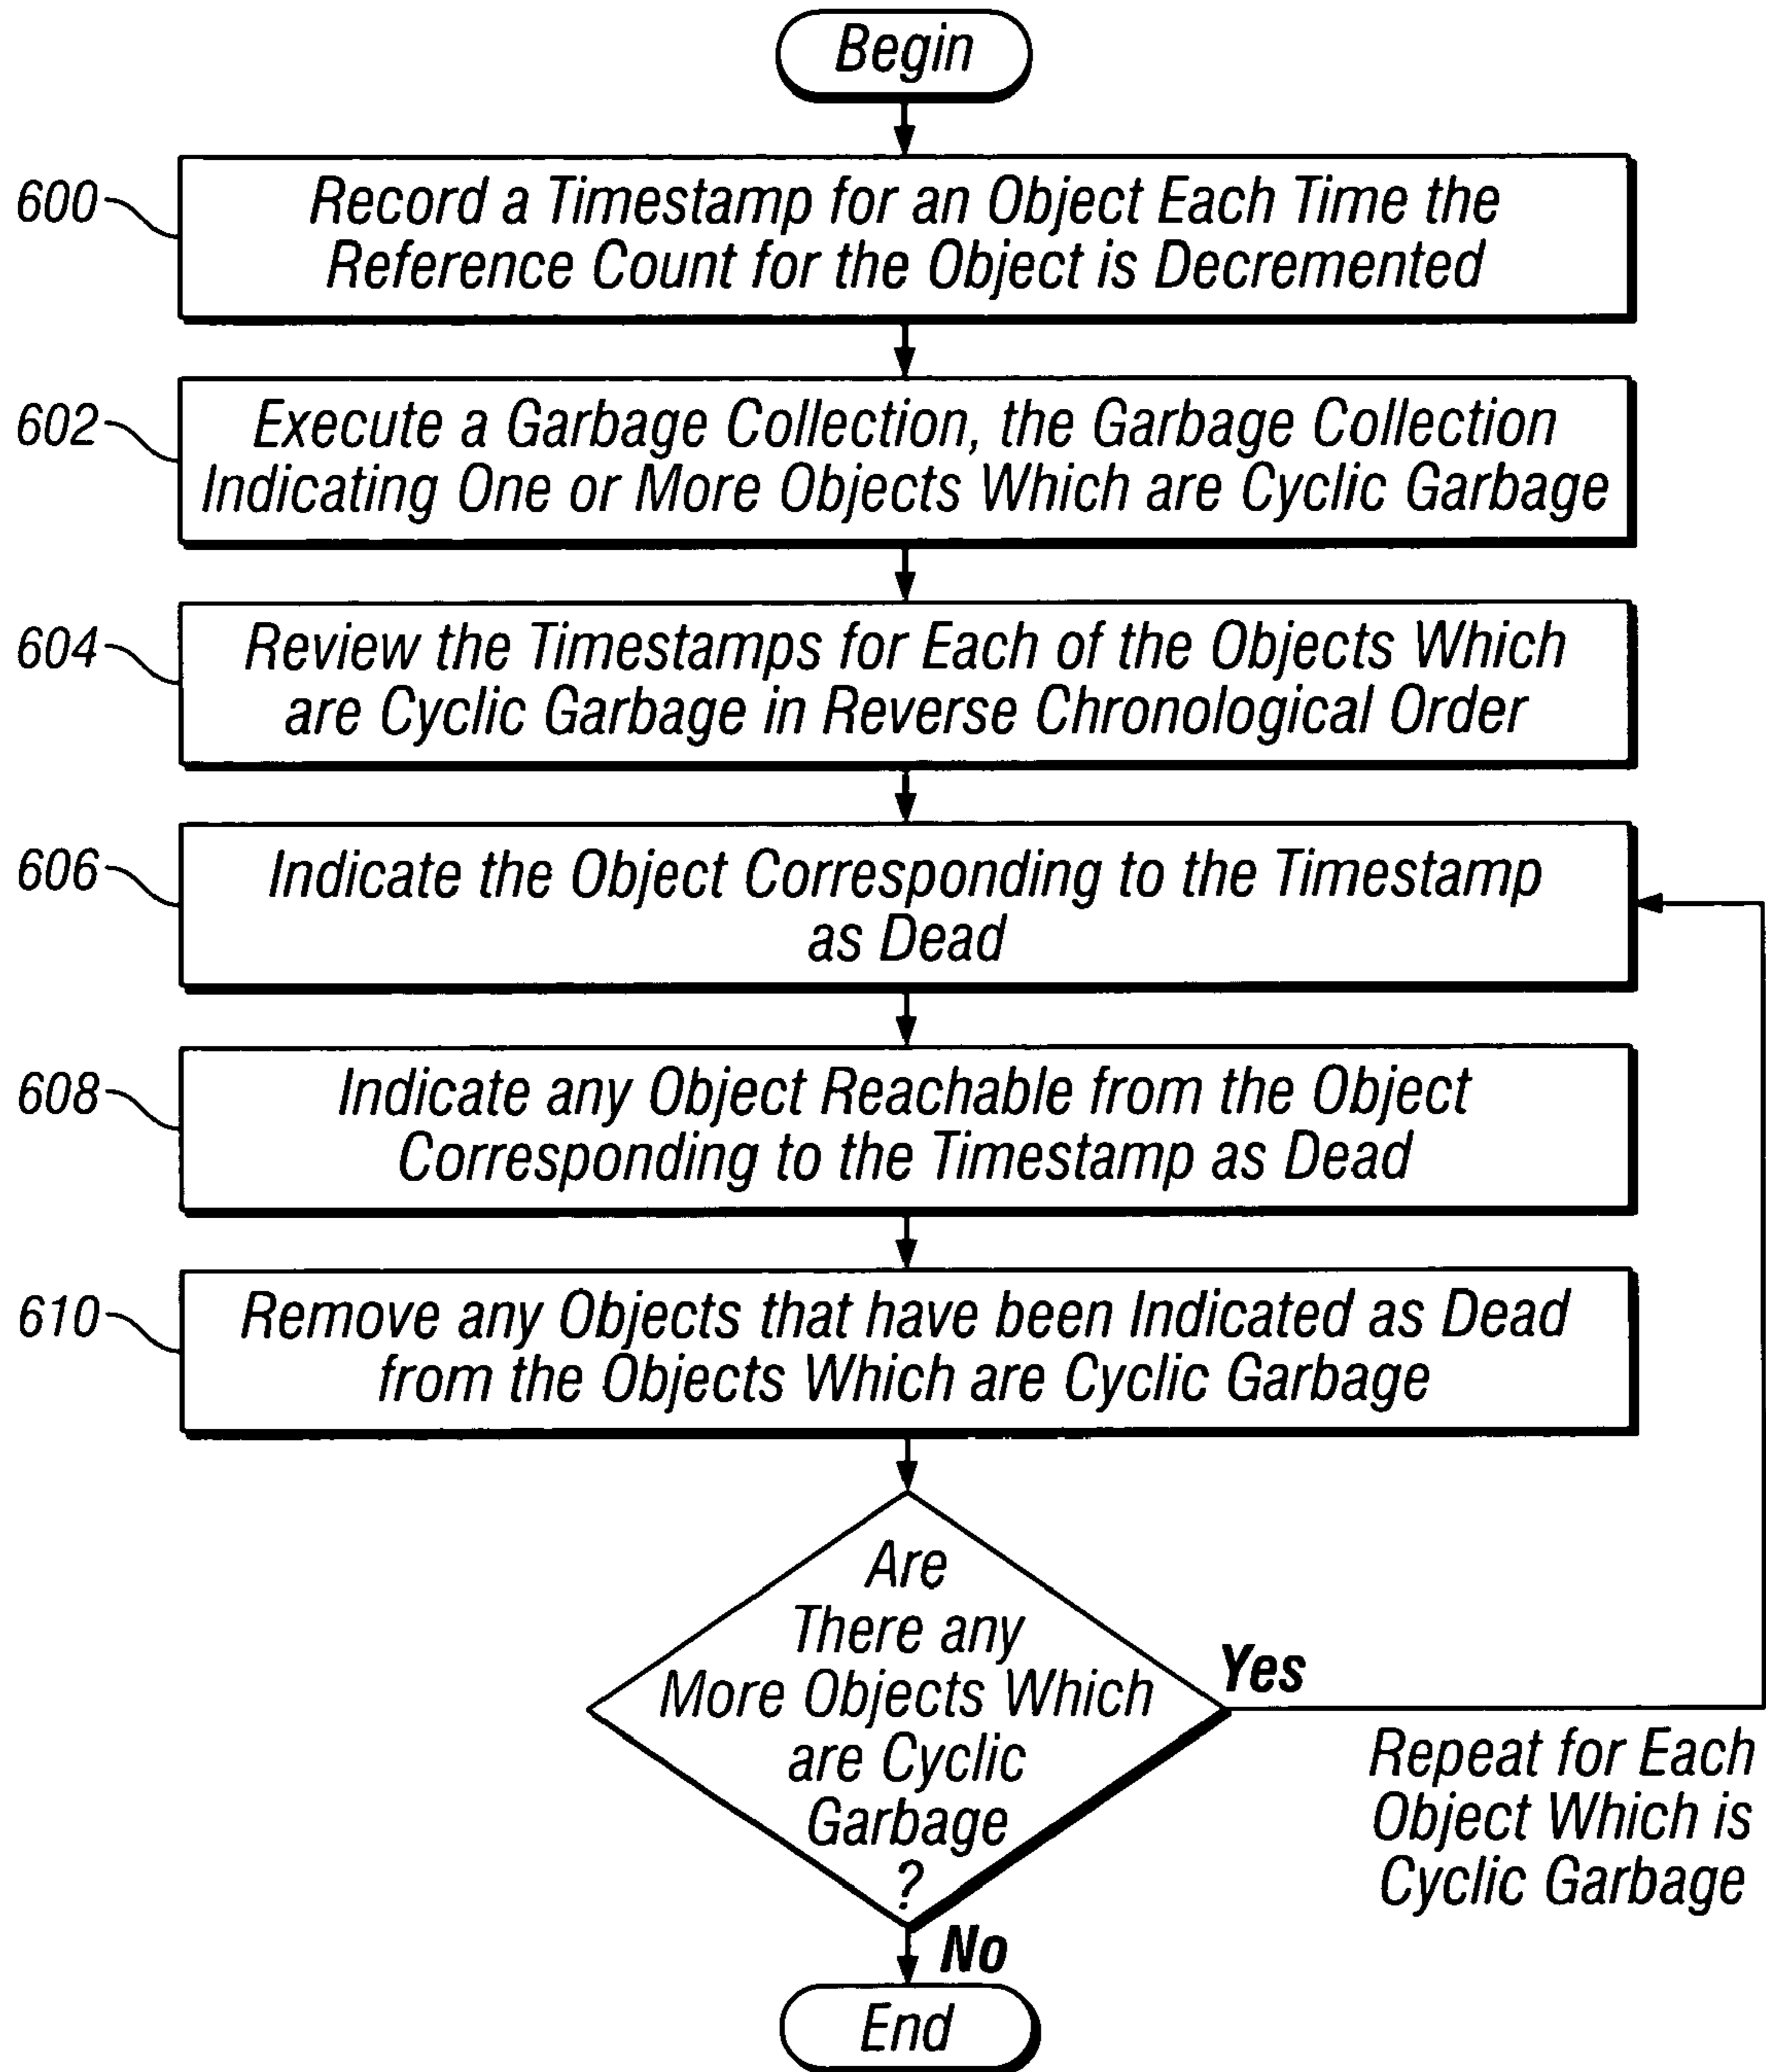 Begin
600
Record a Timestamp for an Object Each Time the
Reference Count for the Object is Decremented
602
Execute a Garbage Collection, the Garbage Collection
Indicating One or More Objects Which are Cyclic Garbage
604
Review the Timestamps for Each of the Objects Which
are Cyclic Garbage in Reverse Chronological Order
606
Indicate the Object Corresponding to the Timestamp
as Dead
608
Indicate any Object Reachable from the Object
Corresponding to the Timestamp as Dead
610
Remove any Objects that have been Indicated as Dead
from the Objects Which are Cyclic Garbage
Are
There any
More Objects Which
are Cyclic
Garbage
?
Yes
Repeat for Each
Object Which is
Cyclic Garbage
No
End